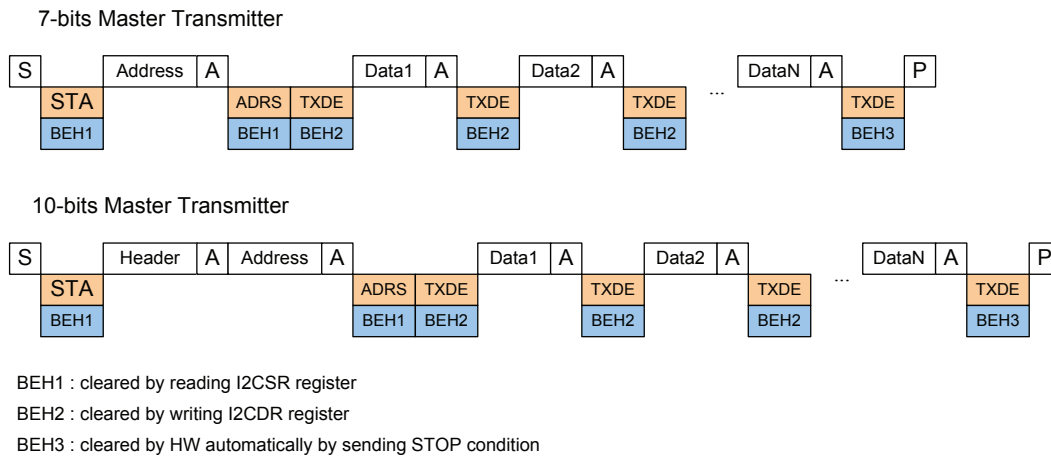 7-bits Master Transmitter
S Address A Data1 A Data2 A ... DataN A P
STA ADRS TXDE TXDE TXDE TXDE
BEH1 BEH1 BEH2 BEH2 BEH2 BEH3
10-bits Master Transmitter
S Header A Address A Data1 A Data2 A ... DataN A P
STA ADRS TXDE TXDE TXDE TXDE
BEH1 BEH1 BEH2 BEH2 BEH2 BEH3
BEH1 : cleared by reading I2CSR register
BEH2 : cleared by writing I2CDR register
BEH3 : cleared by HW automatically by sending STOP condition